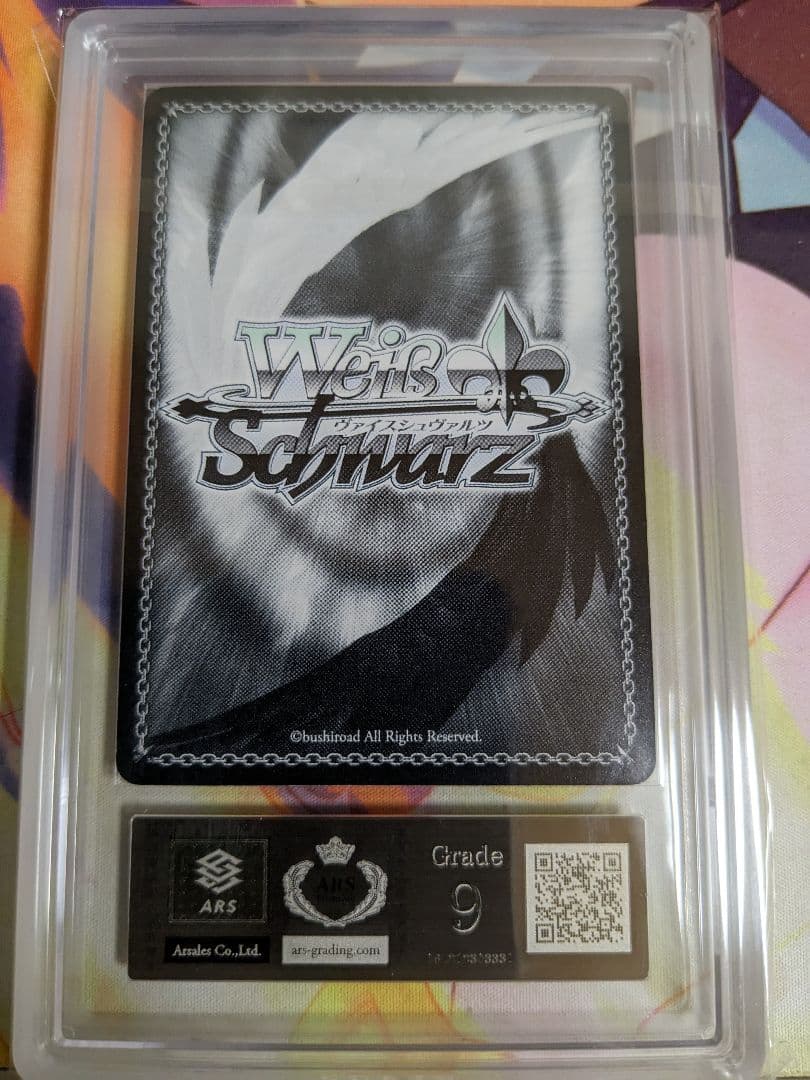 Weiß
ヴァイスシュヴァルツ
Schwarz
©bushiroad All Rights Reserved.
ARS
ARS
Grade
9
Arsales Co.,Ltd.
ars-grading.com